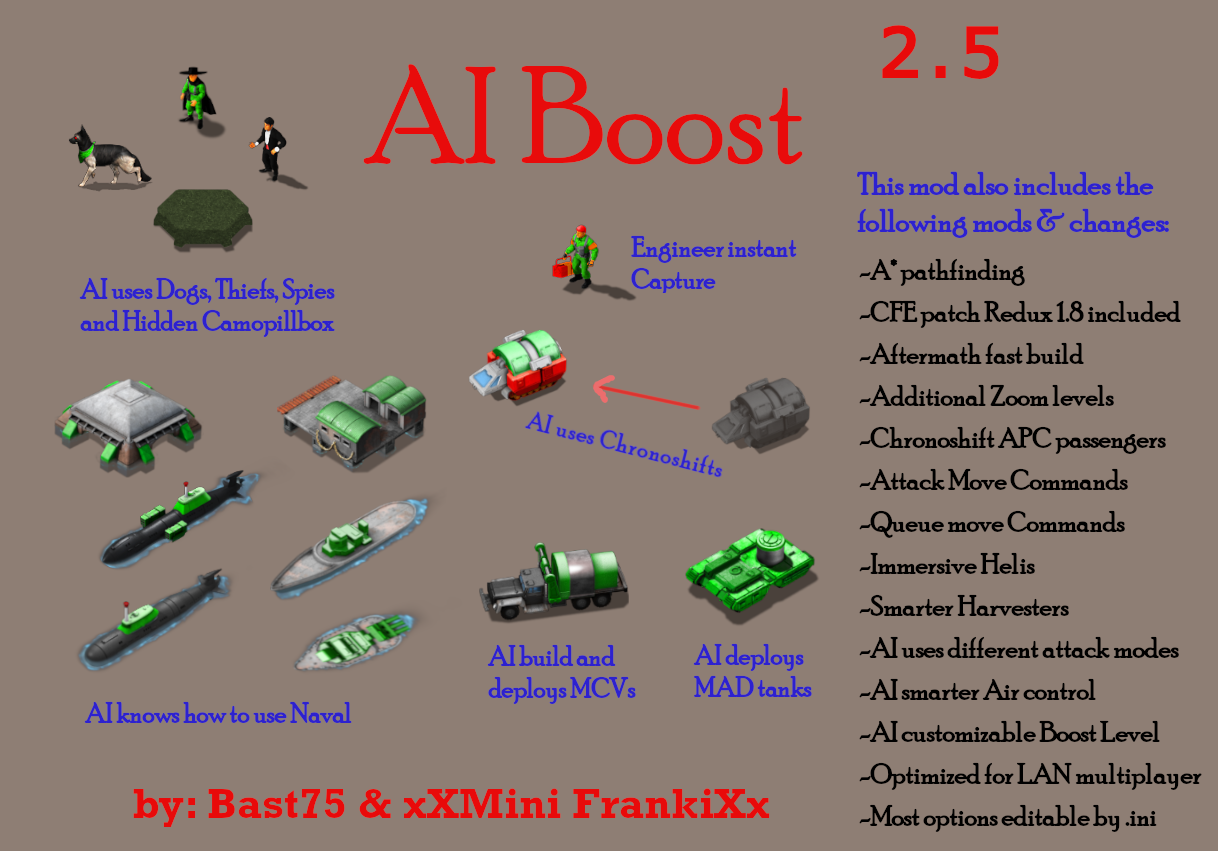 2.5
AI Boost
This mod also includes the
following mods & changes:
~A* pathfinding
~CFE patch Redux 1.8 included
~Aftermath fast build
~Additional Zoom levels
~Chronoshift APC passengers
~Attack Move Commands
~Queue move Commands
~Immersive Helis
~Smarter Harvesters
~AI uses different attack modes
~AI smarter Air control
~AI customizable Boost Level
~Optimized for LAN multiplayer
~Most options editable by .ini
Engineer instant
Capture
AI uses Dogs, Thiefs, Spies
and Hidden Camopillbox
AI uses Chronoshifts
AI build and
deploys MCVs
AI deploys
MAD tanks
AI knows how to use Naval
by: Bast75 & xXMini FrankiXx